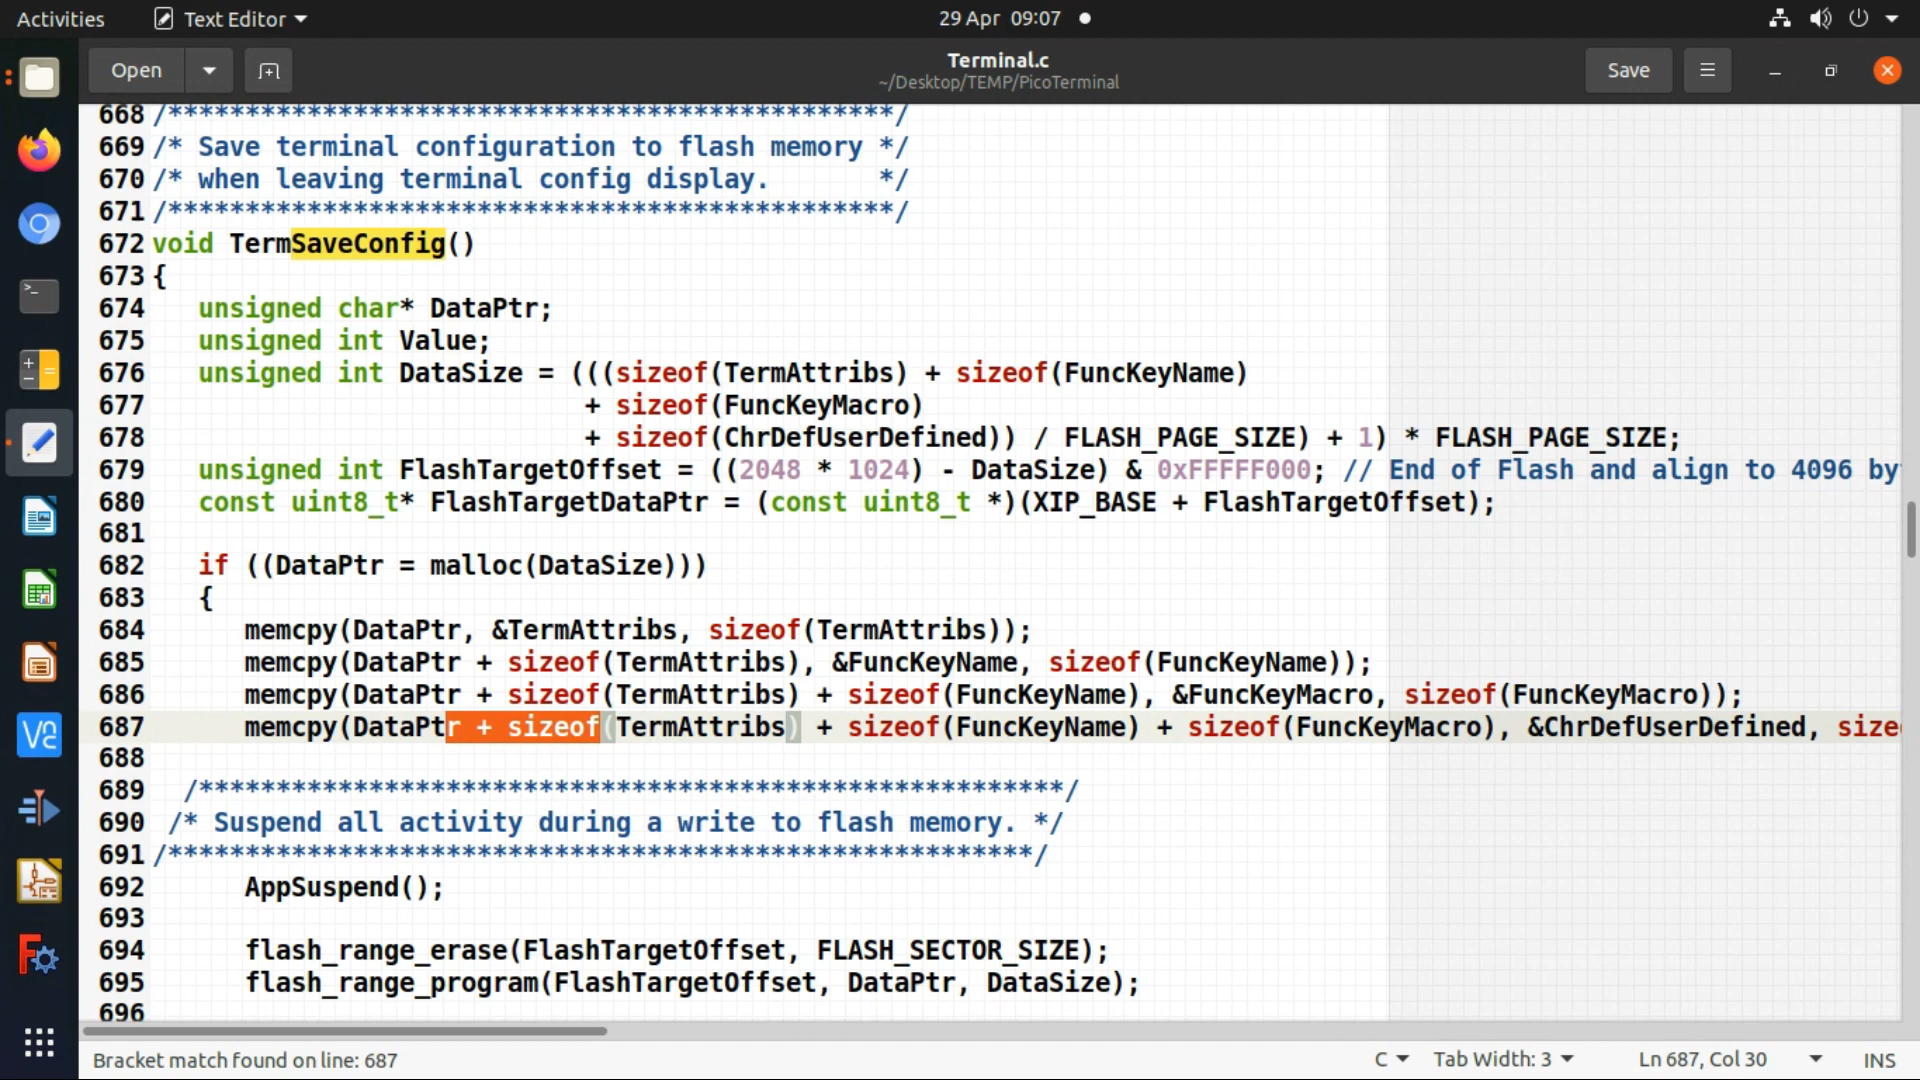 Activities Text Editor 29 Apr 09:07
Open Terminal.c Save
~/Desktop/TEMP/PicoTerminal
668 /***********************************************/
669 /* Save terminal configuration to flash memory */
670 /* when leaving terminal config display.       */
671 /***********************************************/
672 void TermSaveConfig()
673 {
674    unsigned char* DataPtr;
675    unsigned int Value;
676    unsigned int DataSize = (((sizeof(TermAttribs) + sizeof(FuncKeyName)
677                             + sizeof(FuncKeyMacro)
678                             + sizeof(ChrDefUserDefined)) / FLASH_PAGE_SIZE) + 1) * FLASH_PAGE_SIZE;
679    unsigned int FlashTargetOffset = ((2048 * 1024) - DataSize) & 0xFFFFF000; // End of Flash and align to 4096 by
680    const uint8_t* FlashTargetDataPtr = (const uint8_t *)(XIP_BASE + FlashTargetOffset);
681
682    if ((DataPtr = malloc(DataSize)))
683    {
684       memcpy(DataPtr, &TermAttribs, sizeof(TermAttribs));
685       memcpy(DataPtr + sizeof(TermAttribs), &FuncKeyName, sizeof(FuncKeyName));
686       memcpy(DataPtr + sizeof(TermAttribs) + sizeof(FuncKeyName), &FuncKeyMacro, sizeof(FuncKeyMacro));
687       memcpy(DataPtr + sizeof(TermAttribs) + sizeof(FuncKeyName) + sizeof(FuncKeyMacro), &ChrDefUserDefined, size
688
689   /********************************************************/
690  /* Suspend all activity during a write to flash memory. */
691 /********************************************************/
692       AppSuspend();
693
694       flash_range_erase(FlashTargetOffset, FLASH_SECTOR_SIZE);
695       flash_range_program(FlashTargetOffset, DataPtr, DataSize);
696
Bracket match found on line: 687 C Tab Width: 3 Ln 687, Col 30 INS